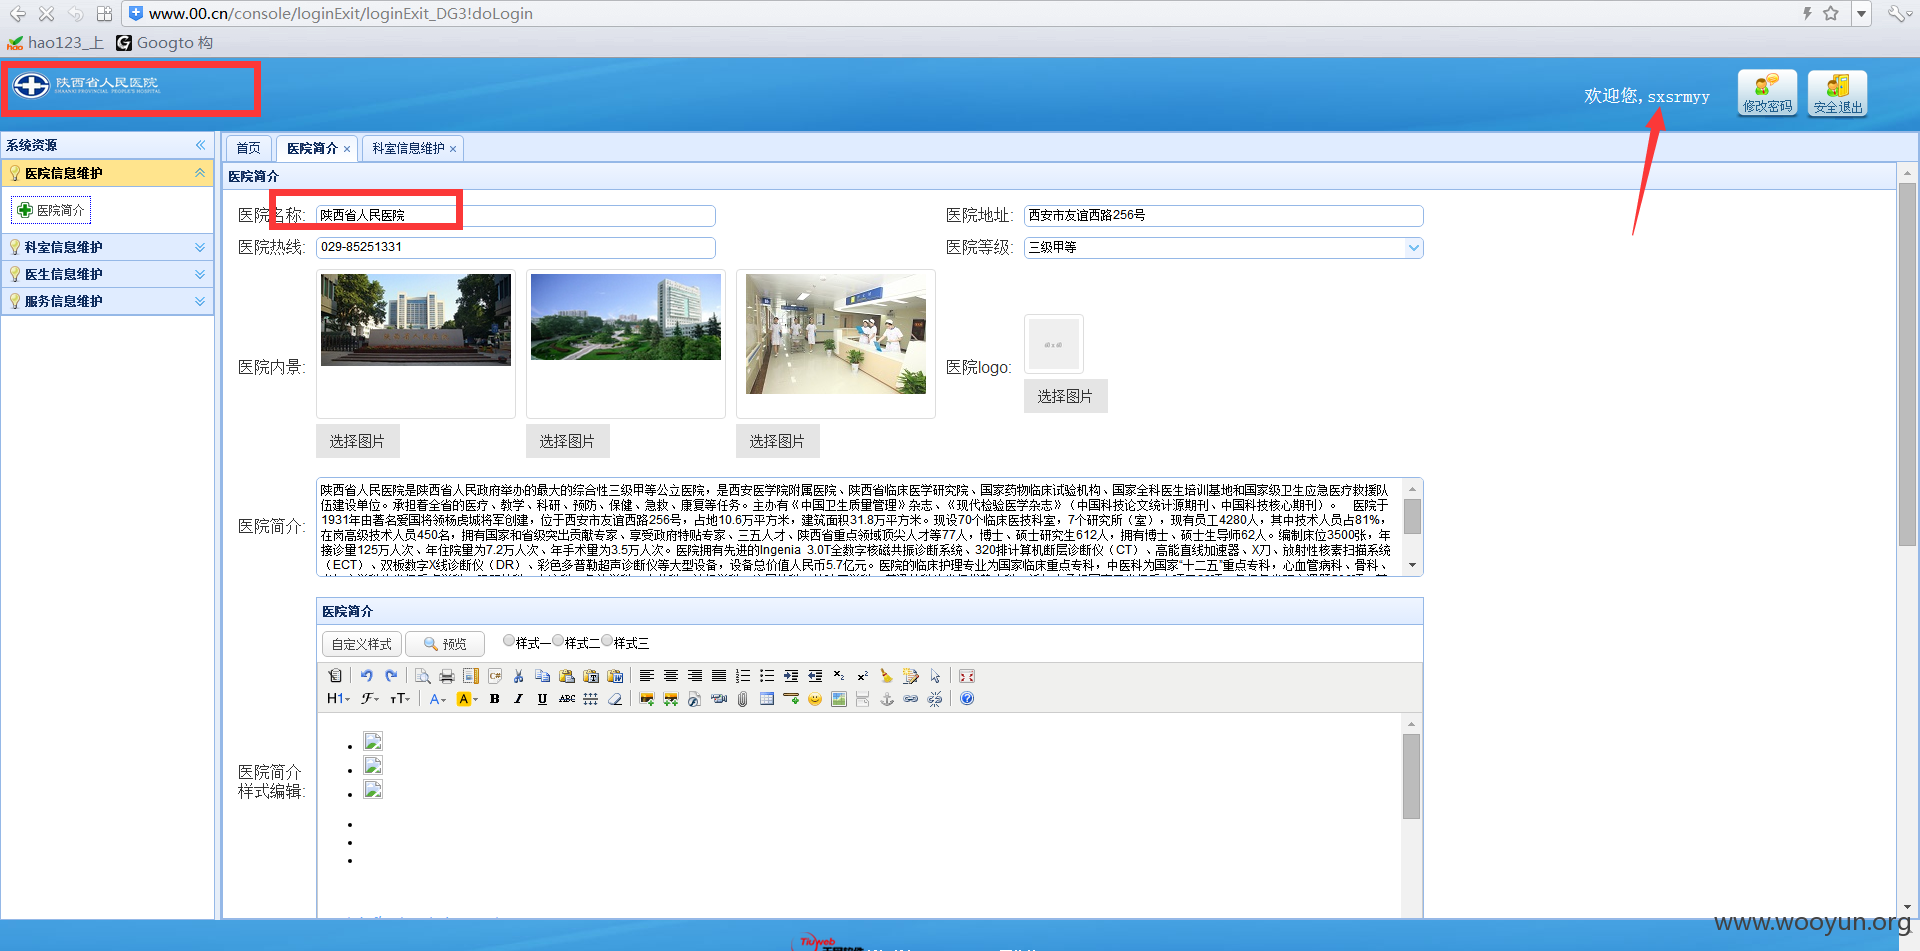 www.00.cn/console/loginExit/loginExit_DG3!doLogin
hao123_上 Googto 构
陕西省人民医院
SHAANXI PROVINCIAL PEOPLE'S HOSPITAL
欢迎您,sxsrmyy
修改密码
安全退出
系统资源
首页 医院简介 × 科室信息维护 ×
医院信息维护
医院简介
科室信息维护
医生信息维护
服务信息维护
医院简介
医院名称: 陕西省人民医院
医院地址: 西安市友谊西路256号
医院热线: 029-85251331
医院等级: 三级甲等
医院内景:
医院logo:
选择图片
选择图片 选择图片 选择图片
医院简介:
陕西省人民医院是陕西省人民政府举办的最大的综合性三级甲等公立医院，是西安医学院附属医院、陕西省临床医学研究院、国家药物临床试验机构、国家全科医生培训基地和国家级卫生应急医疗救援队
伍建设单位。承担着全省的医疗、教学、科研、预防、保健、急救、康复等任务。主办有《中国卫生质量管理》杂志、《现代检验医学杂志》（中国科技论文统计源期刊、中国科技核心期刊）。 医院于
1931年由著名爱国将领杨虎城将军创建，位于西安市友谊西路256号，占地10.6万平方米，建筑面积31.8万平方米。现设70个临床医技科室，7个研究所（室），现有员工4280人，其中技术人员占81%，
在岗高级技术人员450名，拥有国家和省级突出贡献专家、享受政府特贴专家、三五人才、陕西省重点领域顶尖人才等77人，博士、硕士研究生612人，拥有博士、硕士生导师62人。编制床位3500张，年
接诊量125万人次、年住院量为7.2万人次、年手术量为3.5万人次。 医院拥有先进的Ingenia 3.0T全数字核磁共振诊断系统、320排计算机断层诊断仪（CT）、高能直线加速器、X刀、放射性核素扫描系统
（ECT）、双板数字X线诊断仪（DR）、彩色多普勒超声诊断仪等大型设备，设备总价值人民币5.7亿元。医院的临床护理专业为国家临床重点专科，中医科为国家“十二五”重点专科，心血管病科、骨科、
医院简介
自定义样式 预览 样式一 样式二 样式三
医院简介
样式编辑:
Tiuweb
www.wooyun.org